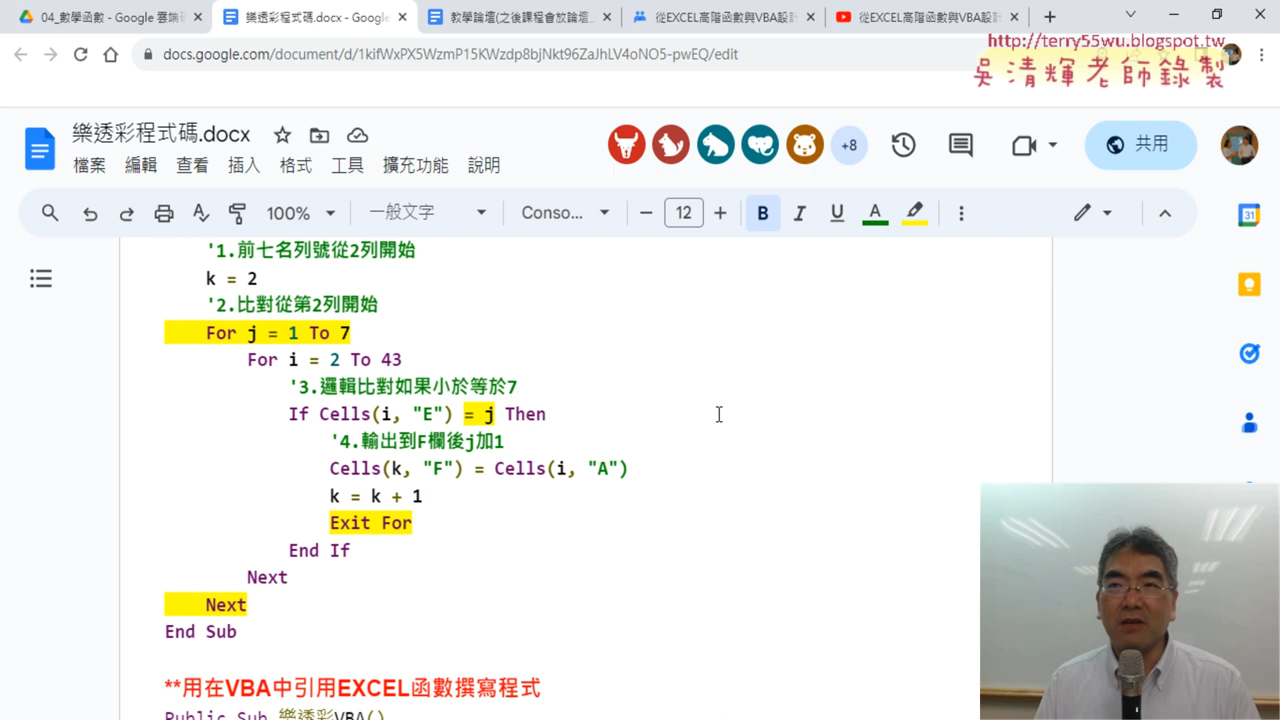 04_數學函數 - Google 雲端硬
樂透彩程式碼.docx - Google
教學論壇(之後課程會放論壇
從EXCEL高階函數與VBA設計
從EXCEL高階函數與VBA設計
docs.google.com/document/d/1kifWxPX5WzmP15KWzdp8bjNkt96ZaJhLV4oNO5-pwEQ/edit
http://terry55wu.blogspot.tw
吳清輝老師錄製
樂透彩程式碼.docx
+8
共用
檔案 編輯 查看 插入 格式 工具 擴充功能 說明
100% 一般文字 Conso... 12 B I U A
31
'1.前七名列號從2列開始
k = 2
'2.比對從第2列開始
For j = 1 To 7
For i = 2 To 43
'3.邏輯比對如果小於等於7
If Cells(i, "E") = j Then
'4.輸出到F欄後j加1
Cells(k, "F") = Cells(i, "A")
k = k + 1
Exit For
End If
Next
Next
End Sub
**用在VBA中引用EXCEL函數撰寫程式
Public Sub 樂透彩VBA()